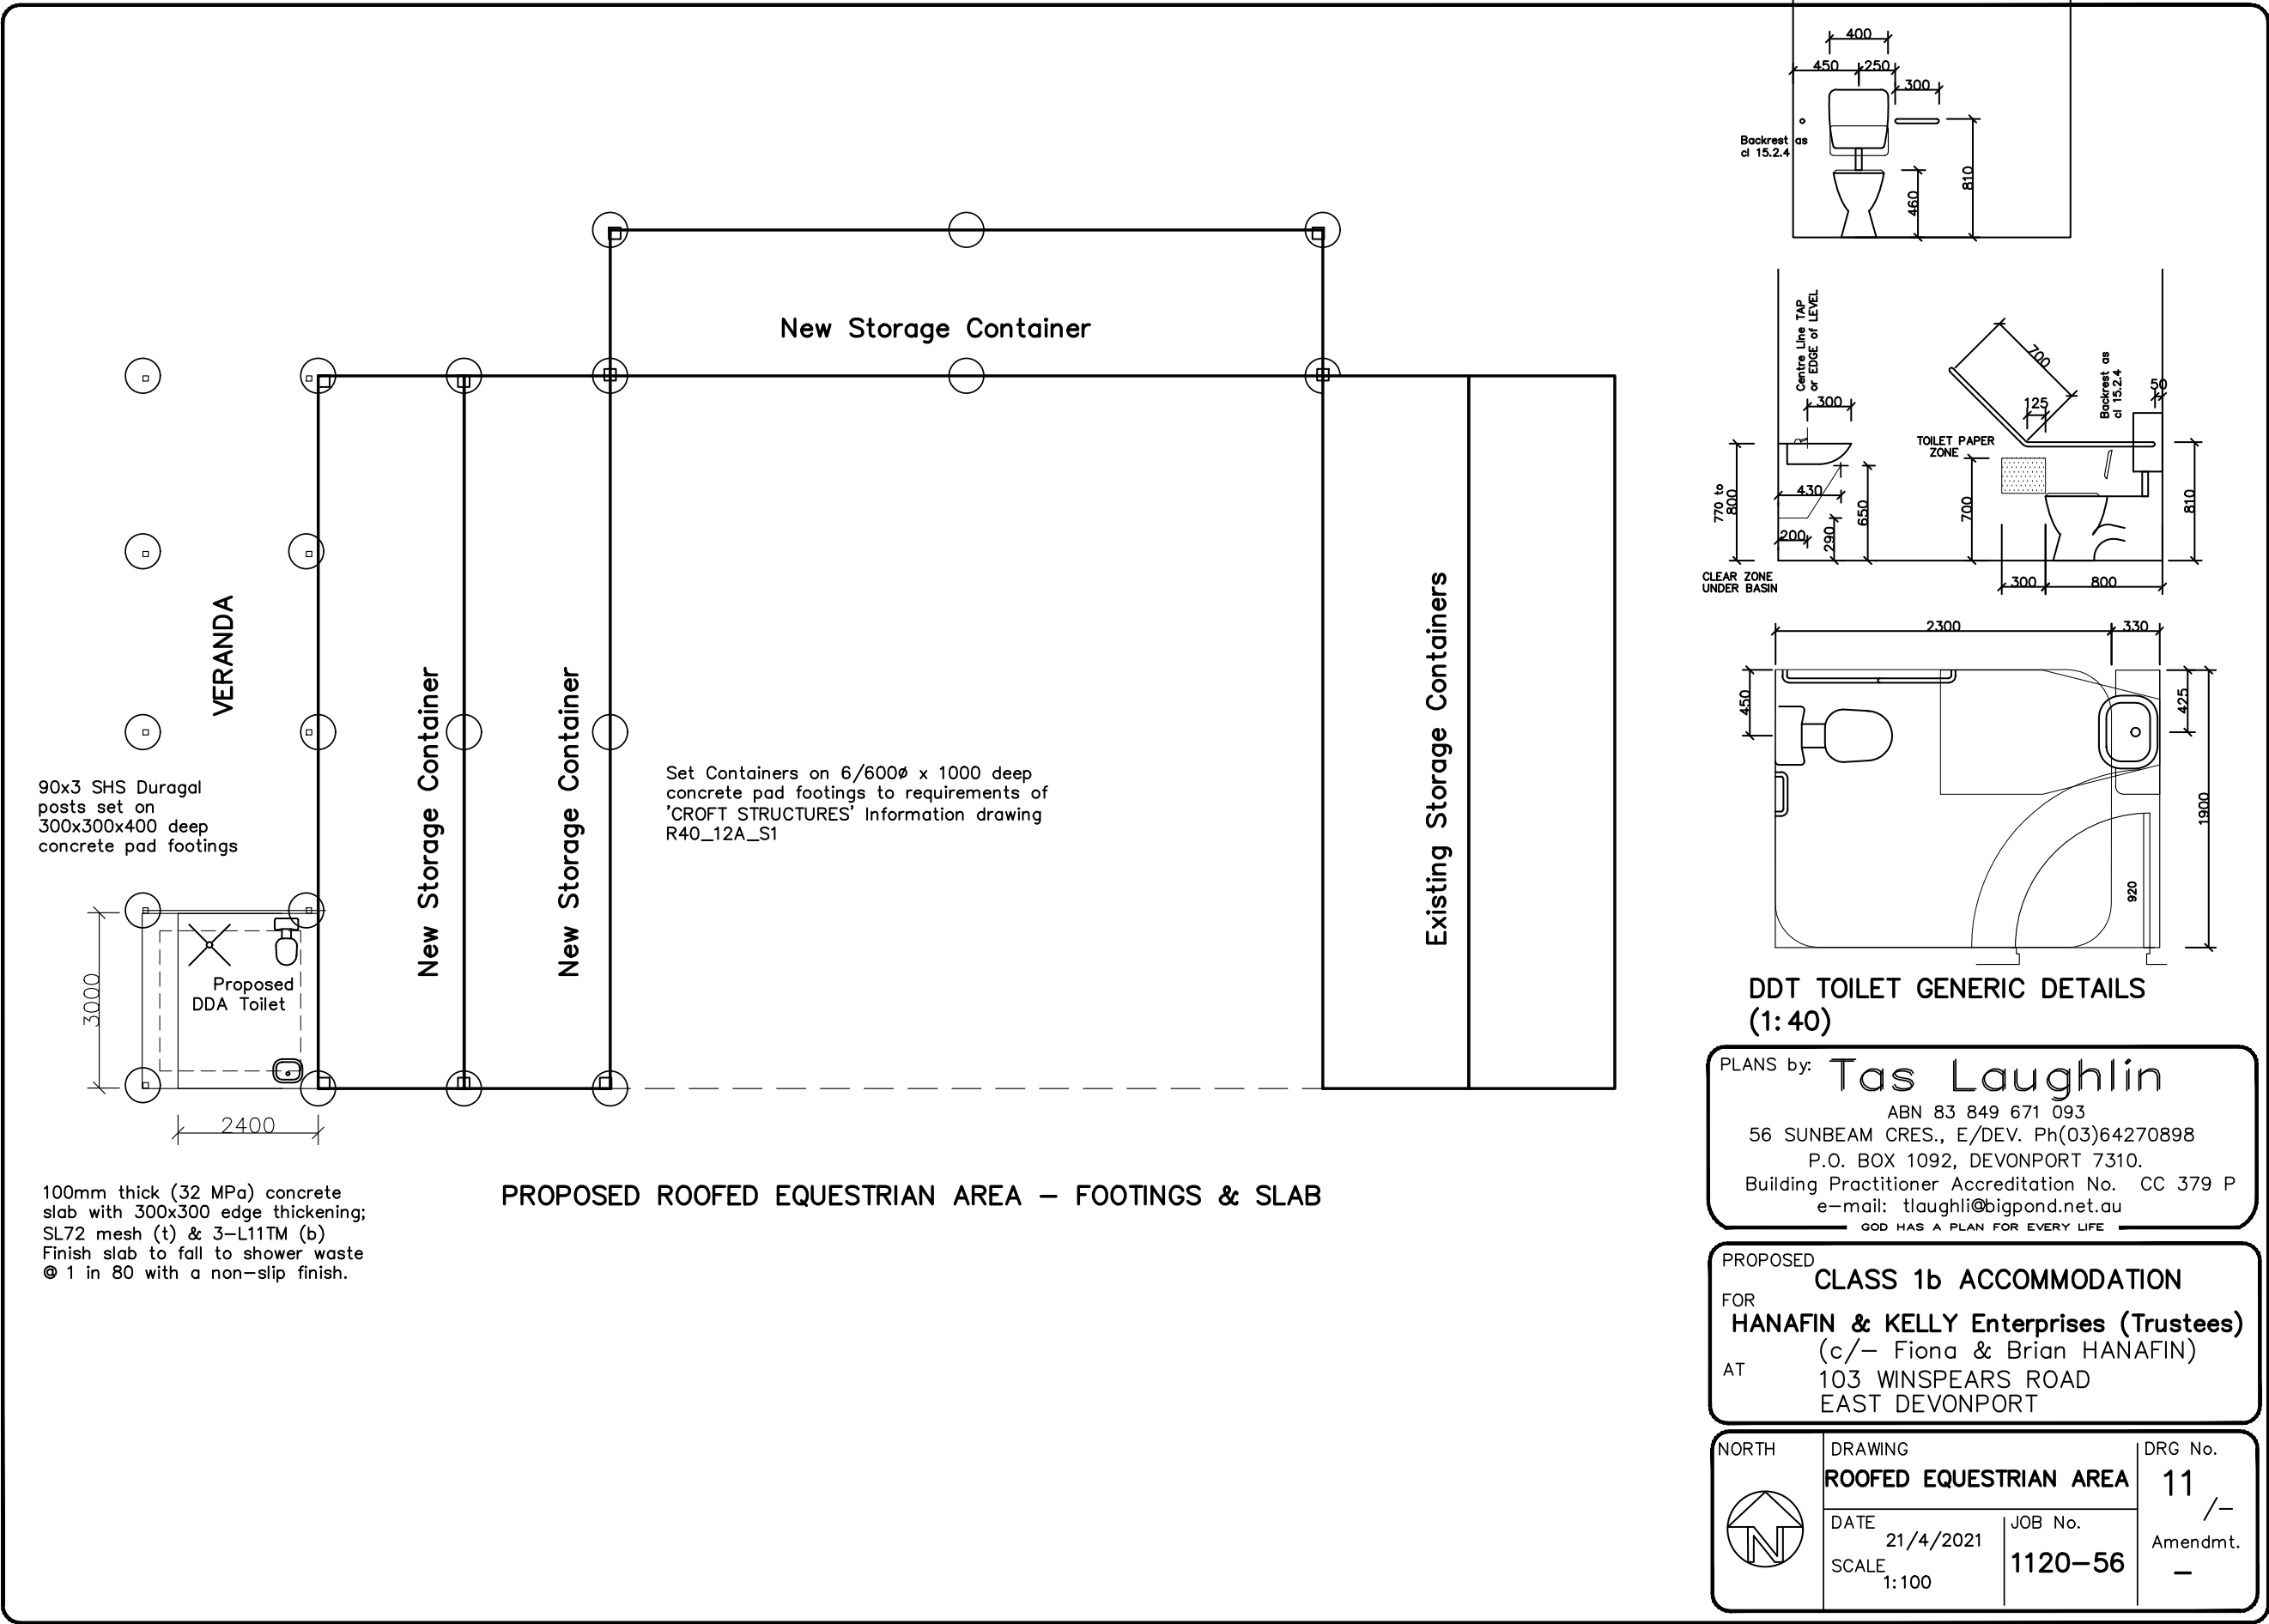 400
450
250
300
Backrest as
cl 15.2.4
810
460
New Storage Container
Centre Line TAP
or EDGE of LEVEL
700
Backrest as
cl 15.2.4
50
300
125
TOILET PAPER
ZONE
770 to
800
430
650
700
810
200
290
CLEAR ZONE
UNDER BASIN
300
800
VERANDA
New Storage Container
New Storage Container
Existing Storage Containers
90x3 SHS Duragal
posts set on
300x300x400 deep
concrete pad footings
Set Containers on 6/600ø x 1000 deep
concrete pad footings to requirements of
'CROFT STRUCTURES' Information drawing
R40_12A_S1
2300
330
450
425
1900
920
3000
Proposed
DDA Toilet
2400
DDT TOILET GENERIC DETAILS
(1:40)
100mm thick (32 MPa) concrete
slab with 300x300 edge thickening;
SL72 mesh (t) & 3-L11TM (b)
Finish slab to fall to shower waste
@ 1 in 80 with a non-slip finish.
PROPOSED ROOFED EQUESTRIAN AREA - FOOTINGS & SLAB
PLANS by: Tas Laughlin
ABN 83 849 671 093
56 SUNBEAM CRES., E/DEV. Ph(03)64270898
P.O. BOX 1092, DEVONPORT 7310.
Building Practitioner Accreditation No. CC 379 P
e-mail: tlaughli@bigpond.net.au
GOD HAS A PLAN FOR EVERY LIFE
PROPOSED
CLASS 1b ACCOMMODATION
FOR
HANAFIN & KELLY Enterprises (Trustees)
(c/- Fiona & Brian HANAFIN)
AT
103 WINSPEARS ROAD
EAST DEVONPORT
NORTH
N
DRAWING
ROOFED EQUESTRIAN AREA
DRG No.
11
/-
DATE
21/4/2021
SCALE
1:100
JOB No.
1120-56
Amendmt.
-